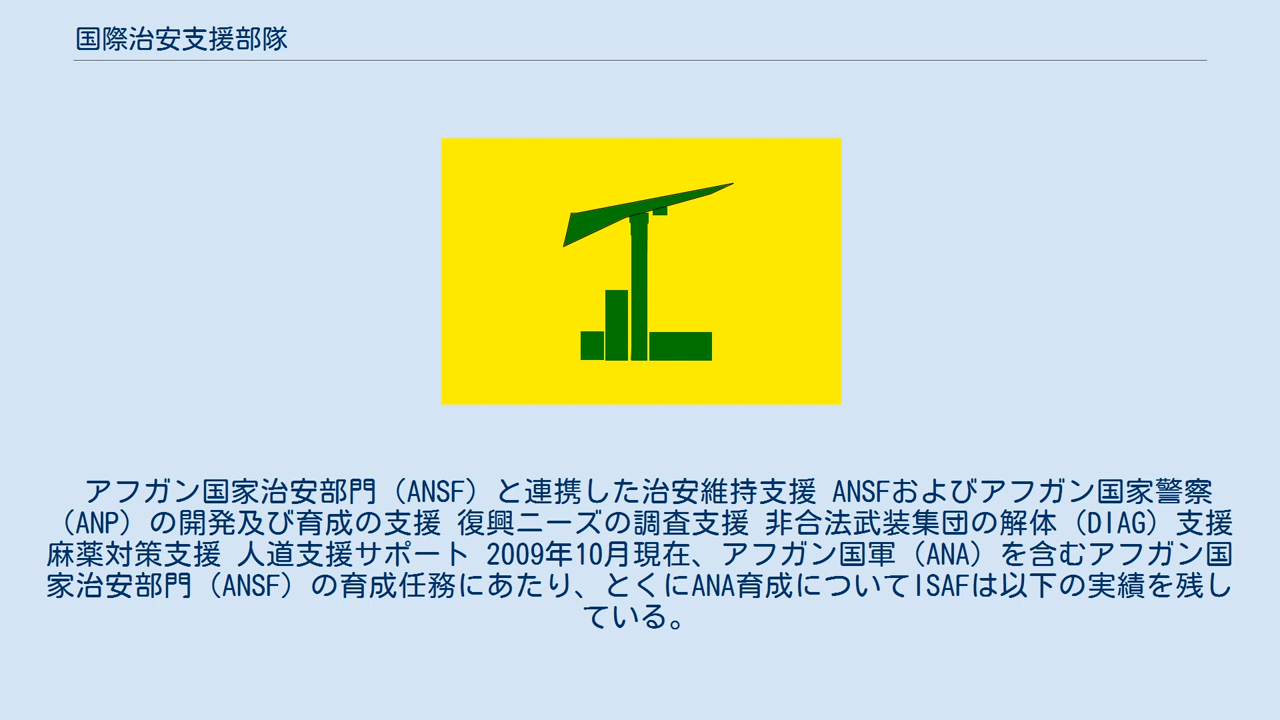 国際治安支援部隊
アフガン国家治安部門（ANSF）と連携した治安維持支援 ANSFおよびアフガン国家警察
（ANP）の開発及び育成の支援 復興ニーズの調査支援 非合法武装集団の解体（DIAG）支援
麻薬対策支援 人道支援サポート 2009年10月現在、アフガン国軍（ANA）を含むアフガン国
家治安部門（ANSF）の育成任務にあたり、とくにANA育成についてISAFは以下の実績を残し
ている。